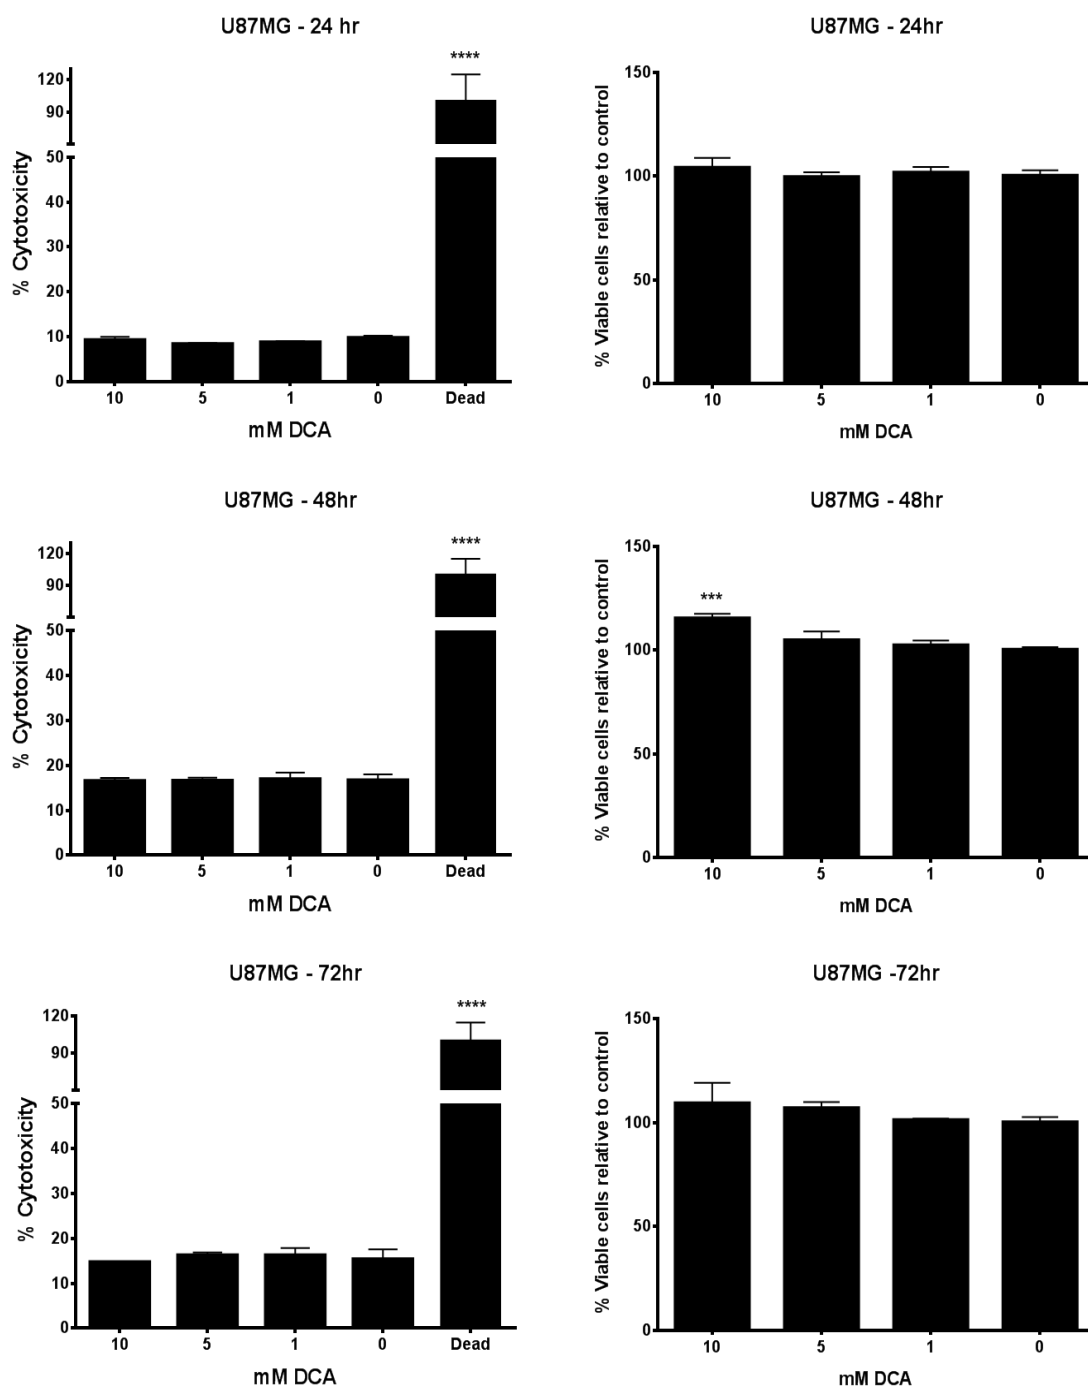 U87MG - 24 hr
****
120
90
50
40
30
20
10
0
% Cytotoxicity
10 5 1 0 Dead
mM DCA
U87MG - 24hr
150
100
50
0
% Viable cells relative to control
10 5 1 0
mM DCA
U87MG - 48hr
****
120
90
50
40
30
20
10
0
% Cytotoxicity
10 5 1 0 Dead
mM DCA
U87MG - 48hr
***
150
100
50
0
% Viable cells relative to control
10 5 1 0
mM DCA
U87MG - 72hr
****
120
90
50
40
30
20
10
0
% Cytotoxicity
10 5 1 0 Dead
mM DCA
U87MG -72hr
150
100
50
0
% Viable cells relative to control
10 5 1 0
mM DCA